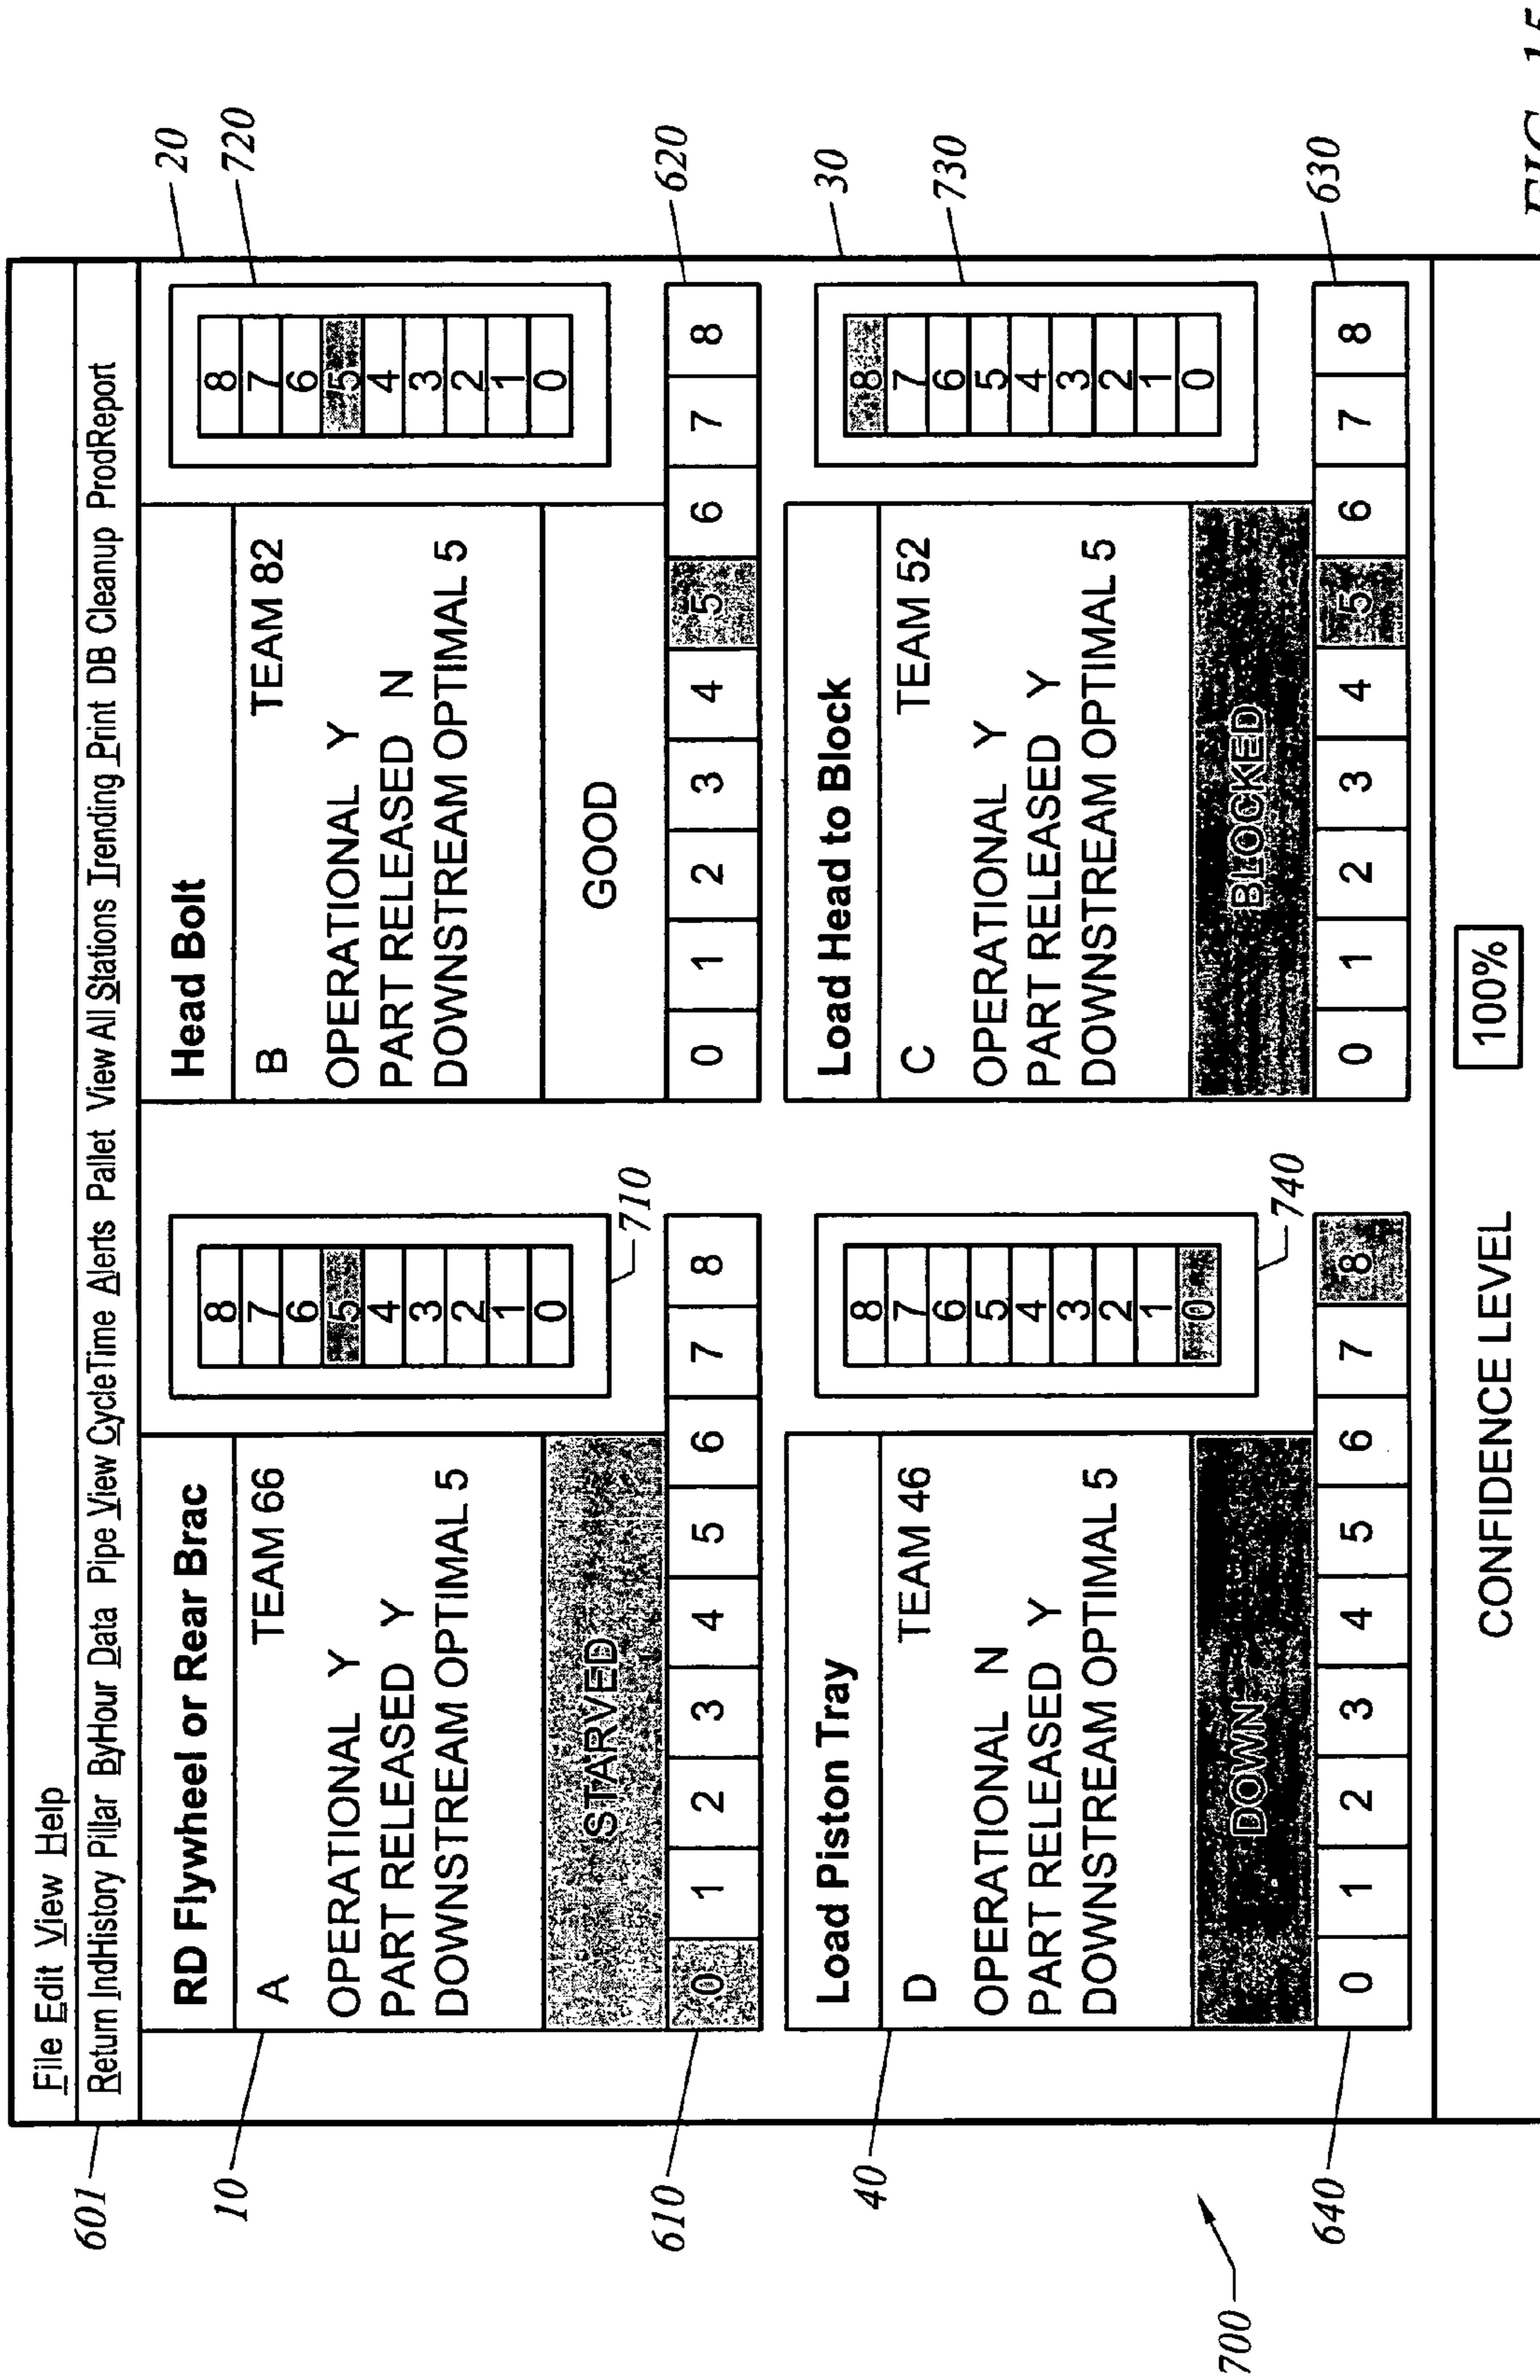 File Edit View Help
Return IndHistory Pillar ByHour Data Pipe View CycleTime Alerts Pallet View All Stations Trending Print DB Cleanup ProdReport
601
RD Flywheel or Rear Brac
10
A TEAM 66
OPERATIONAL Y
PART RELEASED Y
DOWNSTREAM OPTIMAL 5
STARVED
8
7
6
5
4
3
2
1
0
710
610
0 1 2 3 4 5 6 7 8
Head Bolt
20
720
B TEAM 82
OPERATIONAL Y
PART RELEASED N
DOWNSTREAM OPTIMAL 5
GOOD
8
7
6
5
4
3
2
1
0
620
0 1 2 3 4 5 6 7 8
Load Piston Tray
40
D TEAM 46
OPERATIONAL N
PART RELEASED Y
DOWNSTREAM OPTIMAL 5
DOWN
8
7
6
5
4
3
2
1
0
740
640
0 1 2 3 4 5 6 7 8
Load Head to Block
30
730
C TEAM 52
OPERATIONAL Y
PART RELEASED Y
DOWNSTREAM OPTIMAL 5
BLOCKED
8
7
6
5
4
3
2
1
0
630
0 1 2 3 4 5 6 7 8
700
CONFIDENCE LEVEL 100%